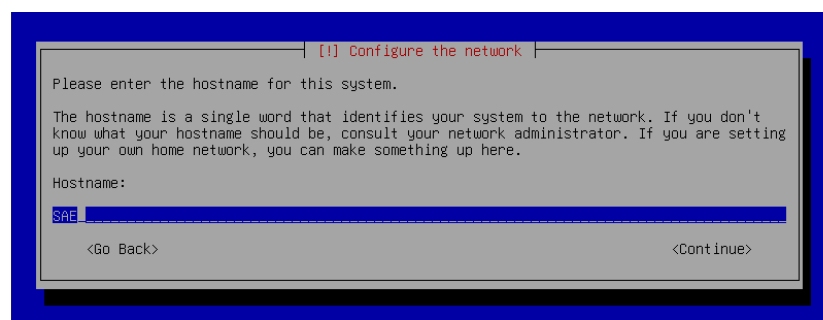 [!] Configure the network
Please enter the hostname for this system.
The hostname is a single word that identifies your system to the network. If you don't
know what your hostname should be, consult your network administrator. If you are setting
up your own home network, you can make something up here.
Hostname:
SAE
<Go Back> <Continue>